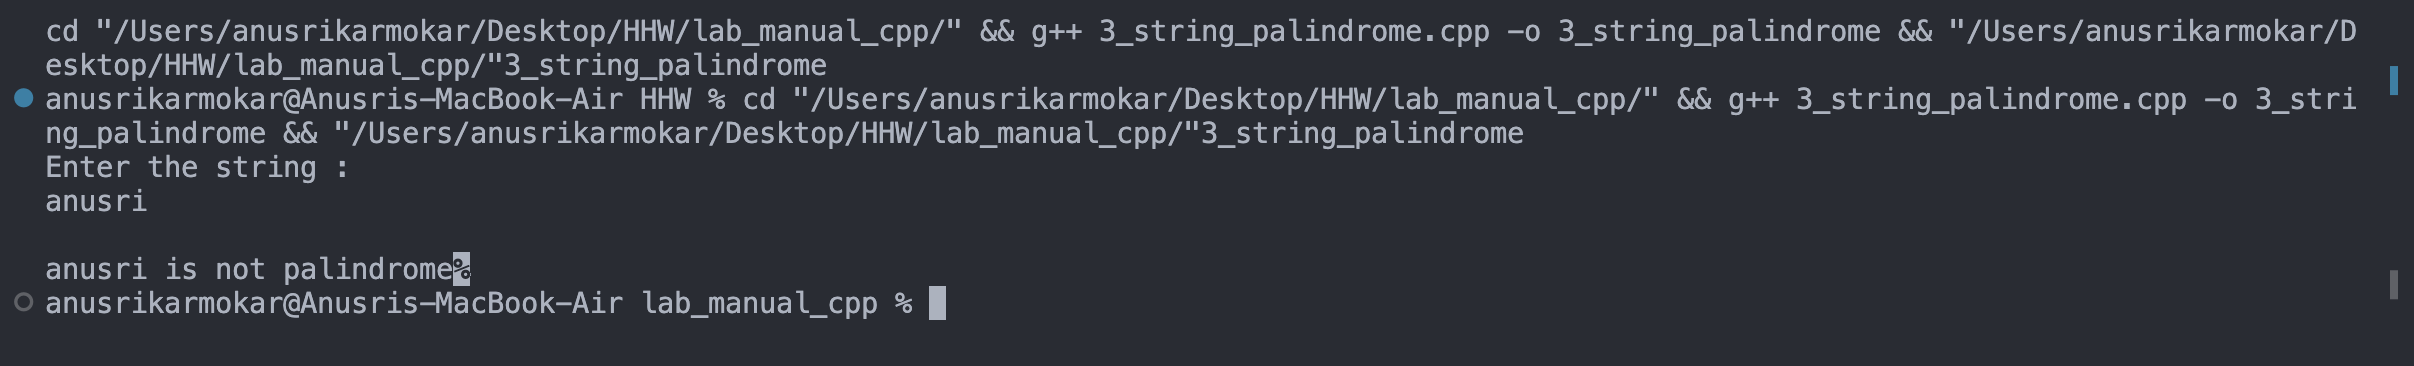 cd "/Users/anusrikarmokar/Desktop/HHW/lab_manual_cpp/" && g++ 3_string_palindrome.cpp -o 3_string_palindrome && "/Users/anusrikarmokar/D
esktop/HHW/lab_manual_cpp/"3_string_palindrome
anusrikarmokar@Anusris-MacBook-Air HHW % cd "/Users/anusrikarmokar/Desktop/HHW/lab_manual_cpp/" && g++ 3_string_palindrome.cpp -o 3_stri
ng_palindrome && "/Users/anusrikarmokar/Desktop/HHW/lab_manual_cpp/"3_string_palindrome
Enter the string :
anusri
anusri is not palindrome%
anusrikarmokar@Anusris-MacBook-Air lab_manual_cpp %